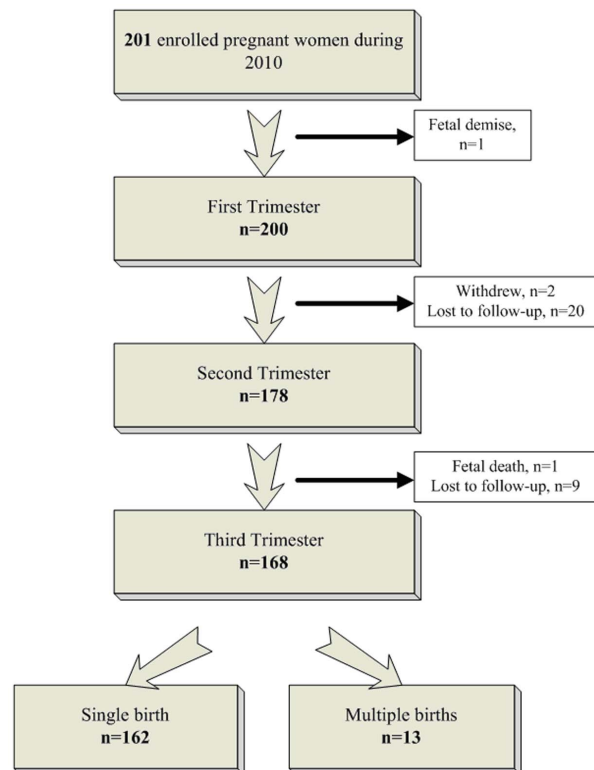 201 enrolled pregnant women during
2010
Fetal demise,
n=1
First Trimester
n=200
Withdrew, n=2
Lost to follow-up, n=20
Second Trimester
n=178
Fetal death, n=1
Lost to follow-up, n=9
Third Trimester
n=168
Single birth
n=162
Multiple births
n=13